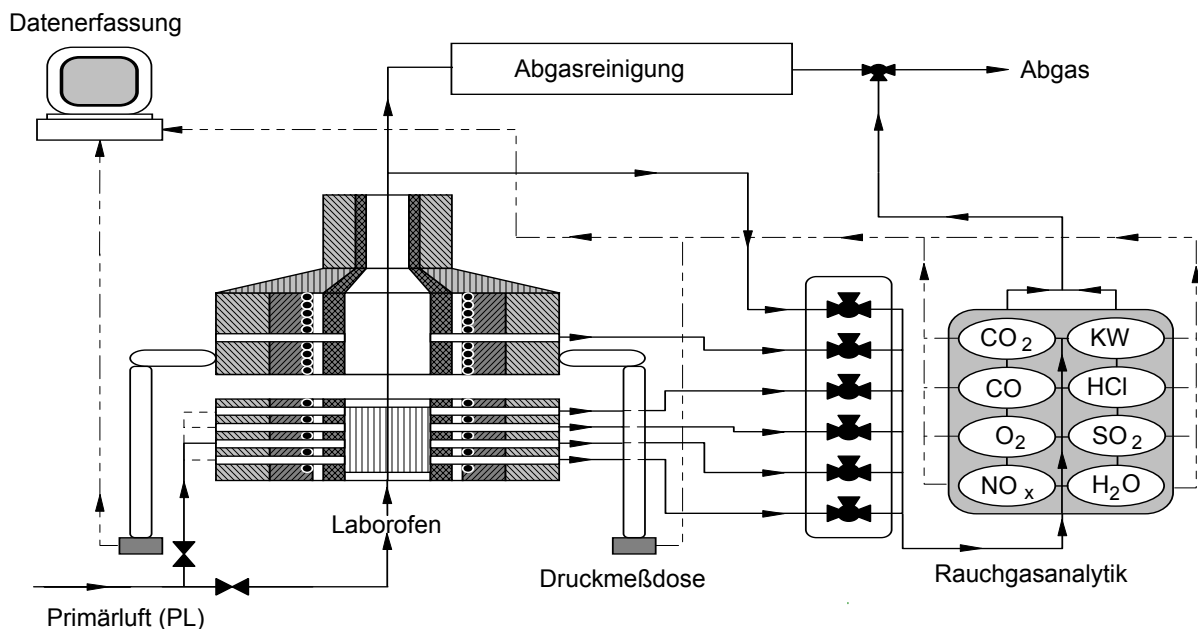 Datenerfassung
Abgasreinigung
Abgas
CO2
KW
CO
HCl
O2
SO2
NOx
H2O
Laborofen
Druckmeßdose
Rauchgasanalytik
Primärluft (PL)